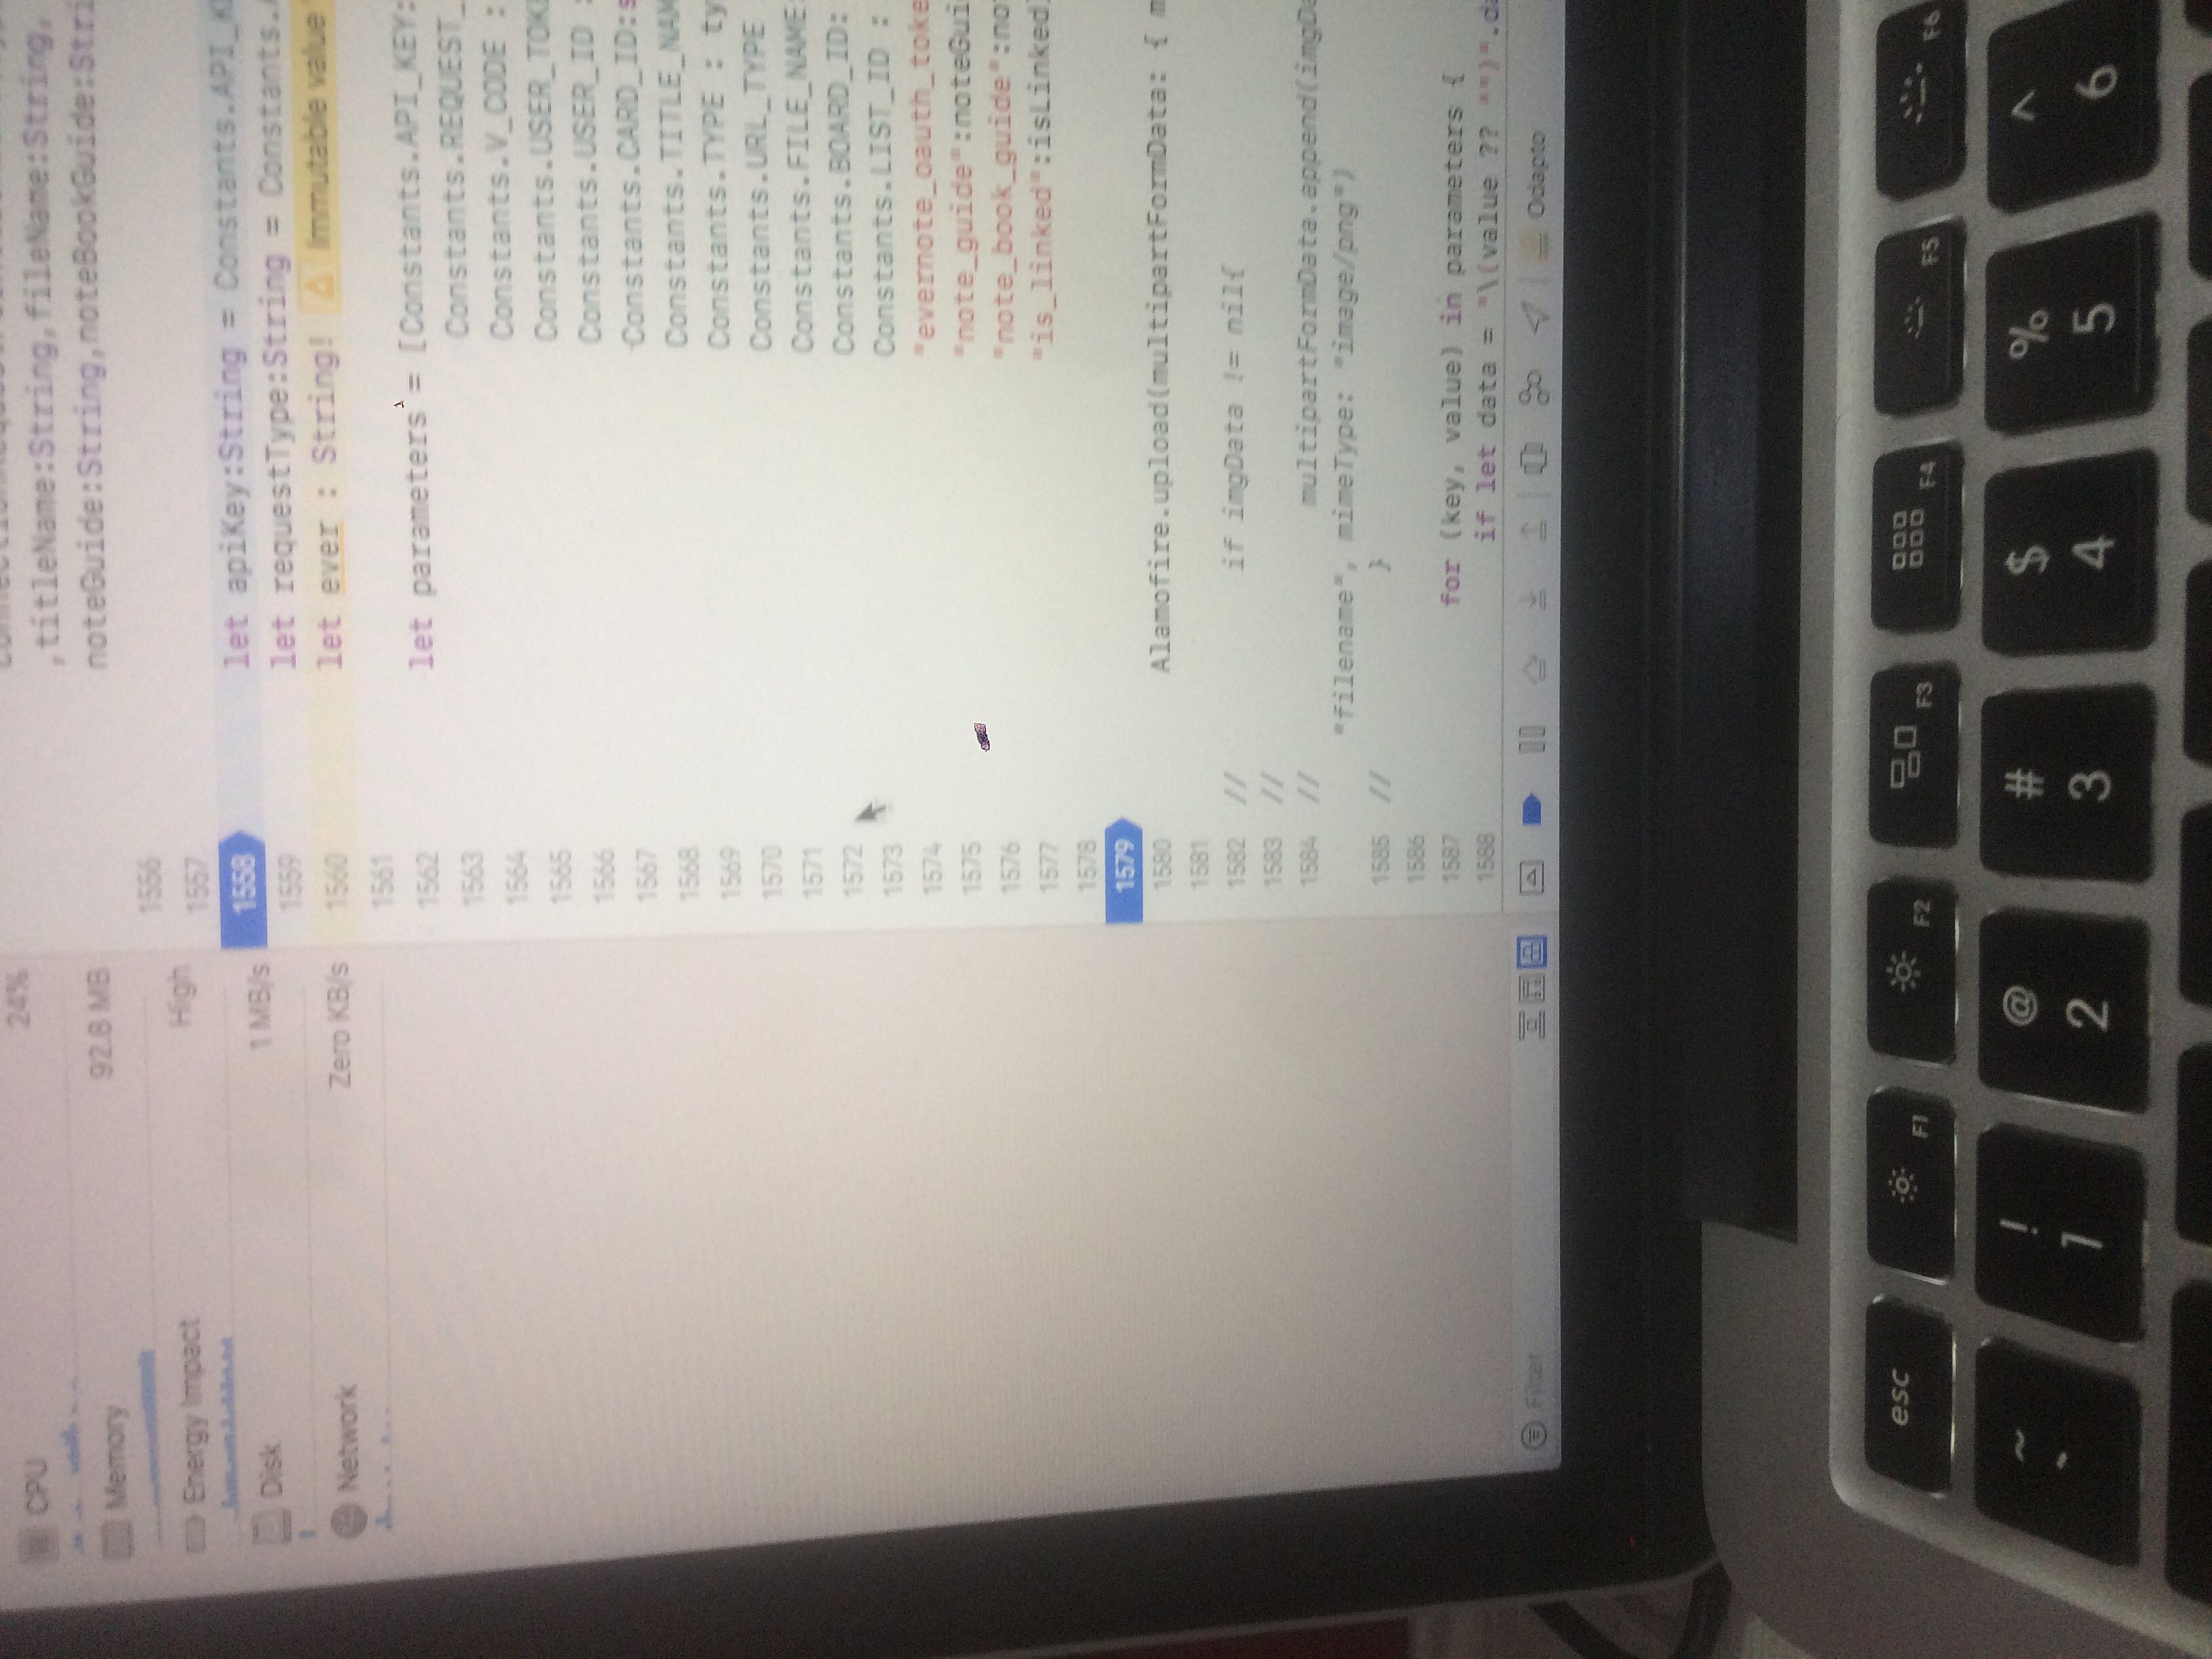 CPU 24%
Memory 92.8 MB
Energy Impact High
Disk 1 MB/s
Network Zero KB/s
,titleName:String,fileName:String,
noteGuide:String,noteBookGuide:Stri
1556
1557
1558 let apiKey:String = Constants.API_K
1559 let requestType:String = Constants.
1560 let ever : String! Immutable value
1561
1562 let parameters = [Constants.API_KEY:
1563 Constants.REQUEST_
1564 Constants.V_CODE :
1565 Constants.USER_TOK
1566 Constants.USER_ID :
1567 Constants.CARD_ID:s
1568 Constants.TITLE_NAM
1569 Constants.TYPE : ty
1570 Constants.URL_TYPE
1571 Constants.FILE_NAME:
1572 Constants.BOARD_ID:
1573 Constants.LIST_ID :
1574 "evernote_oauth_toke
1575 "note_guide":noteGui
1576 "note_book_guide":no
1577 "is_linked":isLinked]
1578
1579
1580 Alamofire.upload(multipartFormData: { m
1581
1582 // if imgData != nil{
1583 //
1584 // multipartFormData.append(imgDa
"filename", mimeType: "image/png")
1585 // }
1586
1587 for (key, value) in parameters {
1588 if let data = "\(value ?? "")".da
Filter Odapto
esc F1 F2 F3 F4 F5 F6
~ ! @ # $ % ^
` 1 2 3 4 5 6